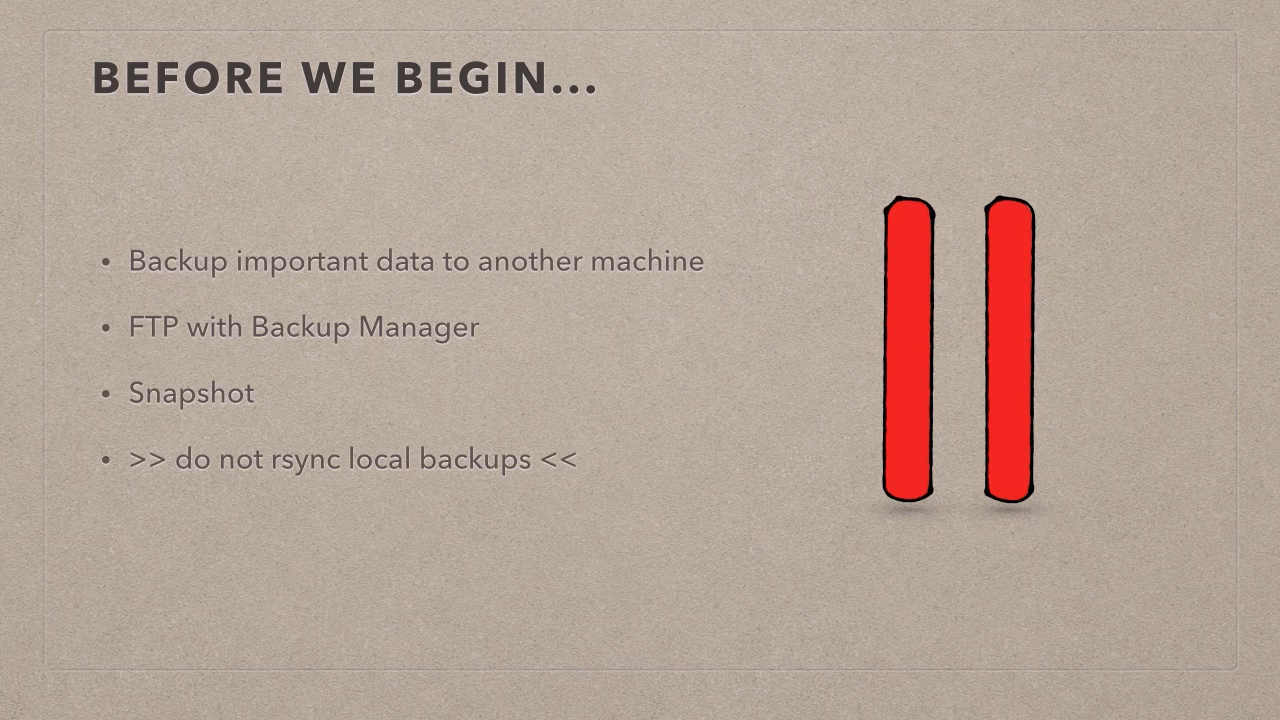 BEFORE WE BEGIN...
• Backup important data to another machine
• FTP with Backup Manager
• Snapshot
• >> do not rsync local backups <<